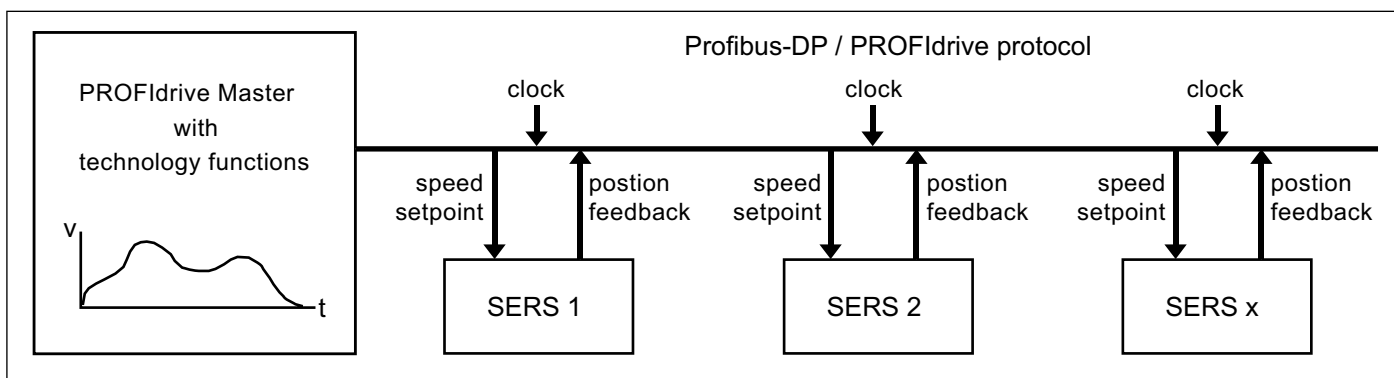 Profibus-DP / PROFIdrive protocol
PROFIdrive Master
with
technology functions
v
t
clock
clock
clock
speed
setpoint
postion
feedback
speed
setpoint
postion
feedback
speed
setpoint
postion
feedback
SERS 1
SERS 2
SERS x